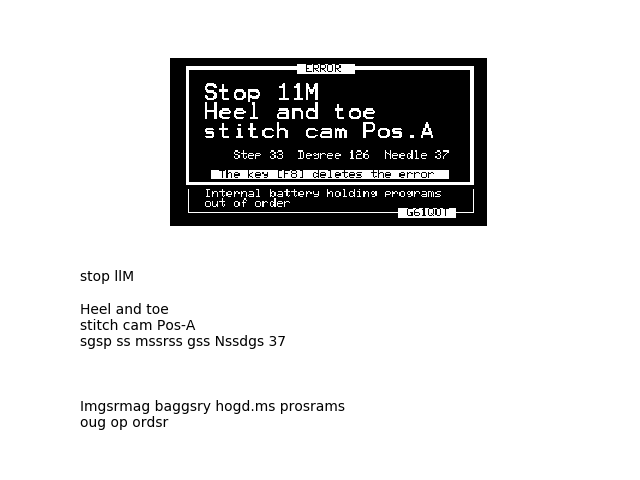 ERROR
Stop 11M
Heel and toe
stitch cam Pos.A
Step 33 Degree 126 Needle 37
The key [F8] deletes the error
Internal battery holding programs
out of order
G61Q0T
stop llM
Heel and toe
stitch cam Pos-A
sgsp ss mssrss gss Nssdgs 37
Imgsrmag baggsry hogd.ms prosrams
oug op ordsr